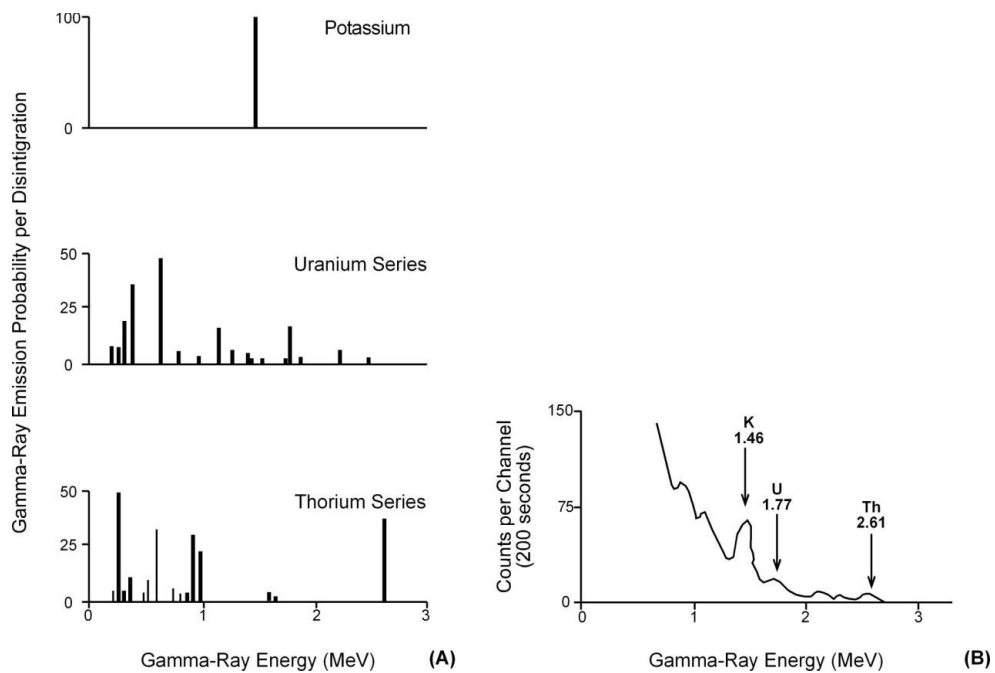 Gamma-Ray Emission Probability per Disintigration
100
0
Potassium
50
25
0
Uranium Series
50
25
0
Thorium Series
0
1
2
3
Gamma-Ray Energy (MeV)
(A)
Counts per Channel
(200 seconds)
150
75
0
K
1.46
U
1.77
Th
2.61
0
1
2
3
Gamma-Ray Energy (MeV)
(B)